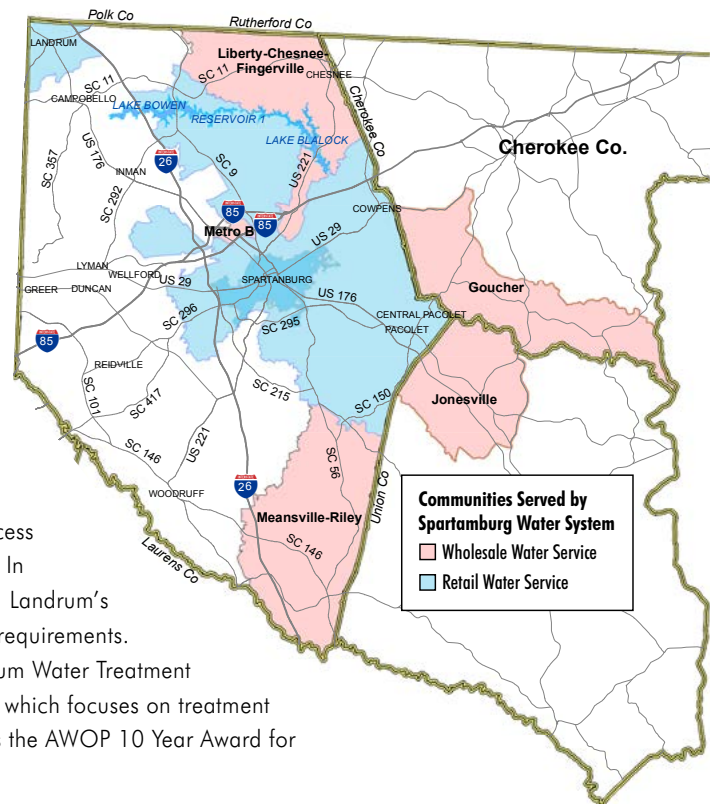 Polk Co
Rutherford Co
LANDRUM
Liberty-Chesnee-
Fingerville
SC 11
CHESNEE
SC 11
CAMPOBELLO
LAKE BOWEN
RESERVOIR 1
Cherokee Co
LAKE BLALOCK
Cherokee Co.
US 176
SC 357
INMAN
26
SC 9
US 221
SC 292
85
85
COWPENS
Metro B
US 29
LYMAN
WELLFORD
SPARTANBURG
GREER
DUNCAN
US 29
US 176
Goucher
SC 296
SC 295
CENTRAL PACOLET
PACOLET
85
REIDVILLE
SC 101
SC 417
SC 215
SC 150
Jonesville
SC 146
US 221
SC 56
26
WOODRUFF
Union Co
Meansville-Riley
SC 146
Laurens Co
Communities Served by
Spartamburg Water System
Wholesale Water Service
Retail Water Service
cess
In
Landrum’s
requirements.
um Water Treatment
which focuses on treatment
s the AWOP 10 Year Award for